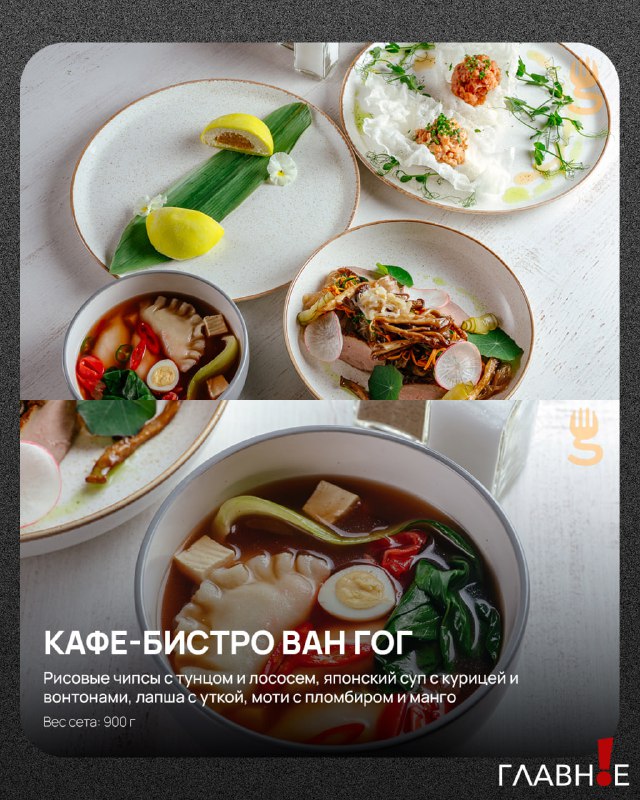 КАФЕ-БИСТРО ВАН ГОГ
Рисовые чипсы с тунцом и лососем, японский суп с курицей и
вонтонами, лапша с уткой, моти с пломбиром и манго
Вес сета: 900 г
ГЛАВН!Е